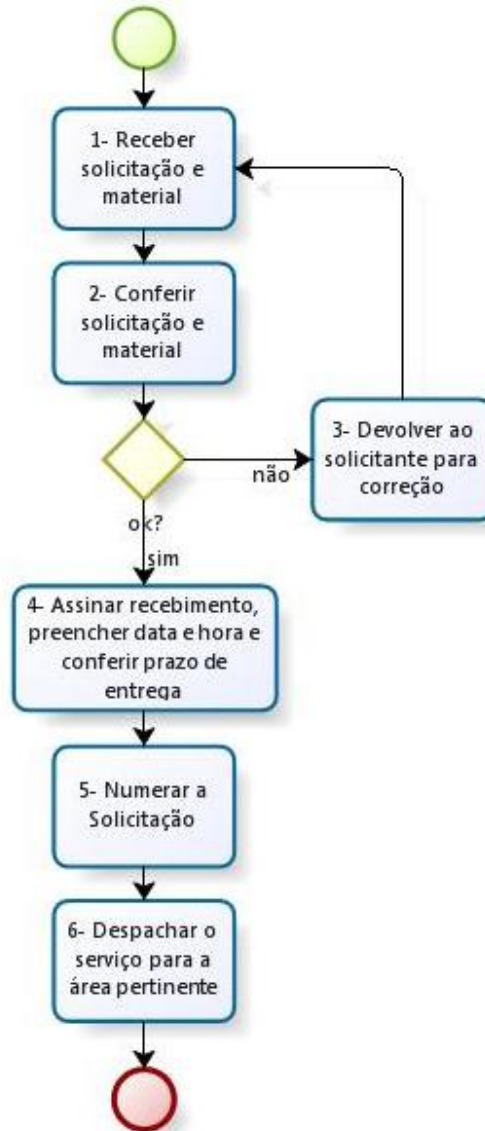 1- Receber
solicitação e
material
2- Conferir
solicitação e
material
3- Devolver ao
solicitante para
correção
não
ok?
sim
4- Assinar recebimento,
preencher data e hora e
conferir prazo de
entrega
5- Numerar a
Solicitação
6- Despachar o
serviço para a
área pertinente